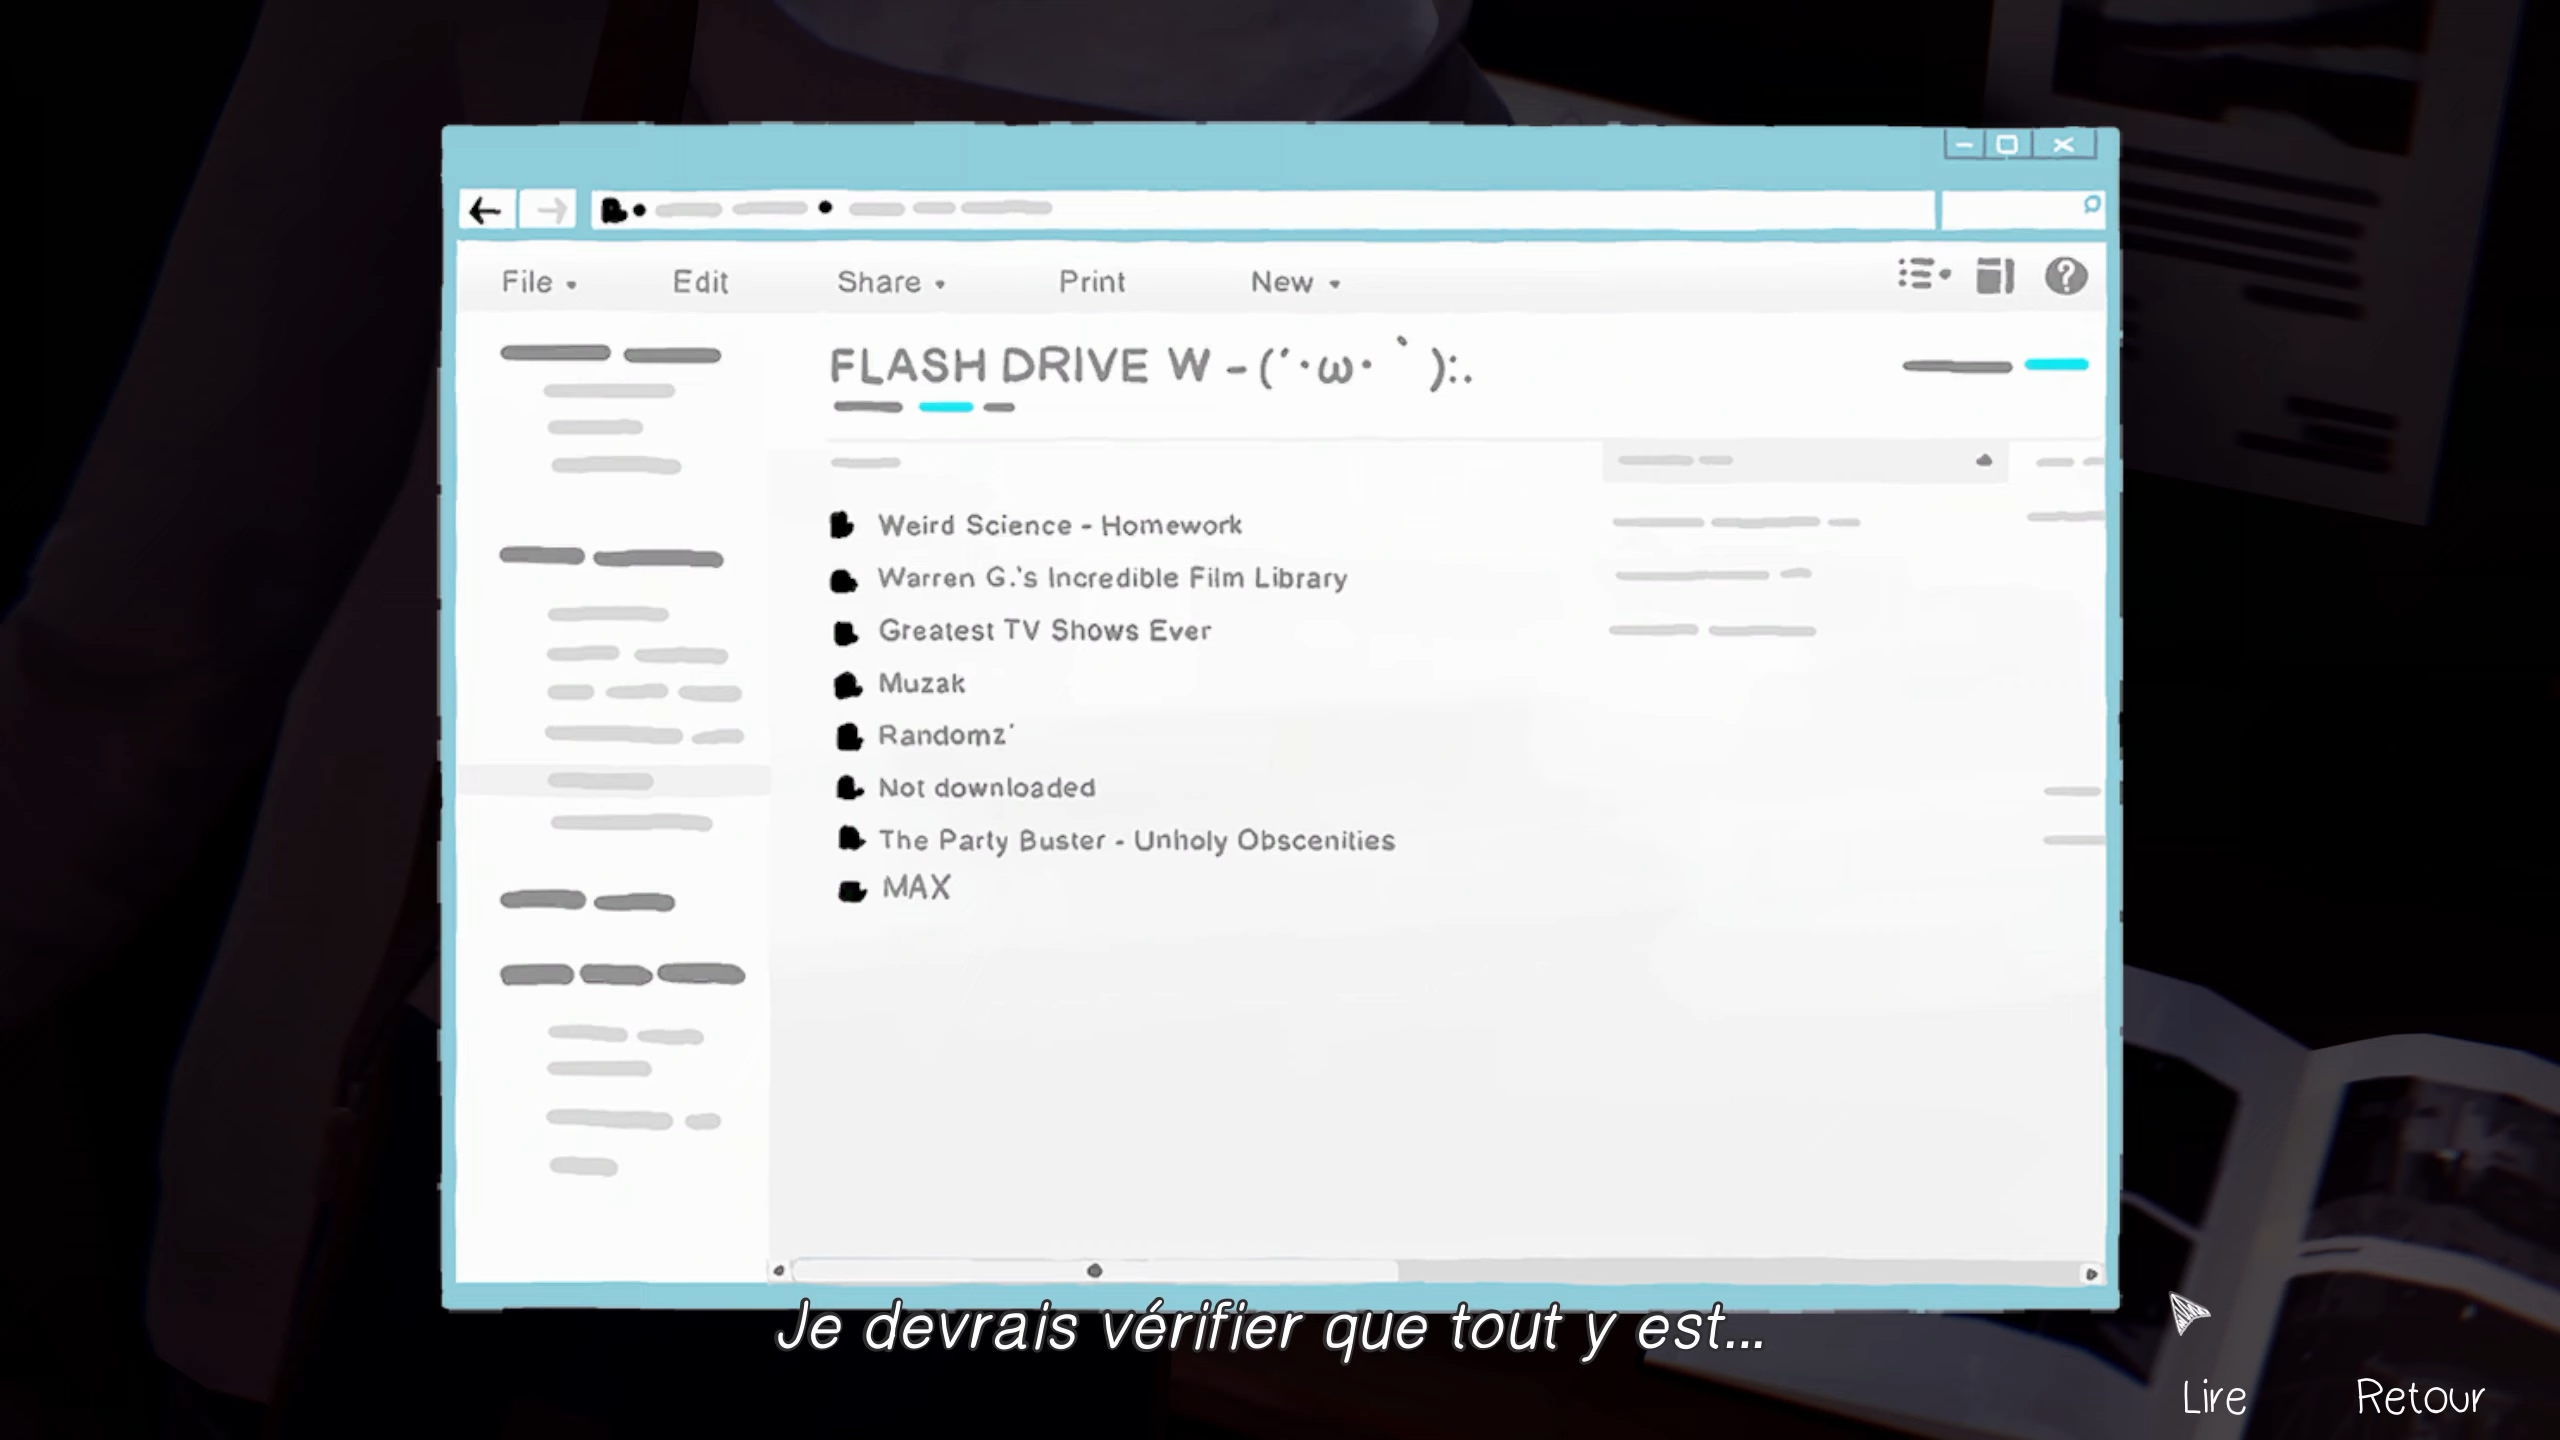 File Edit Share Print New
FLASH DRIVE W -(´・ω・｀):.
Weird Science - Homework
Warren G.'s Incredible Film Library
Greatest TV Shows Ever
Muzak
Randomz'
Not downloaded
The Party Buster - Unholy Obscenities
MAX
Je devrais vérifier que tout y est...
Lire Retour